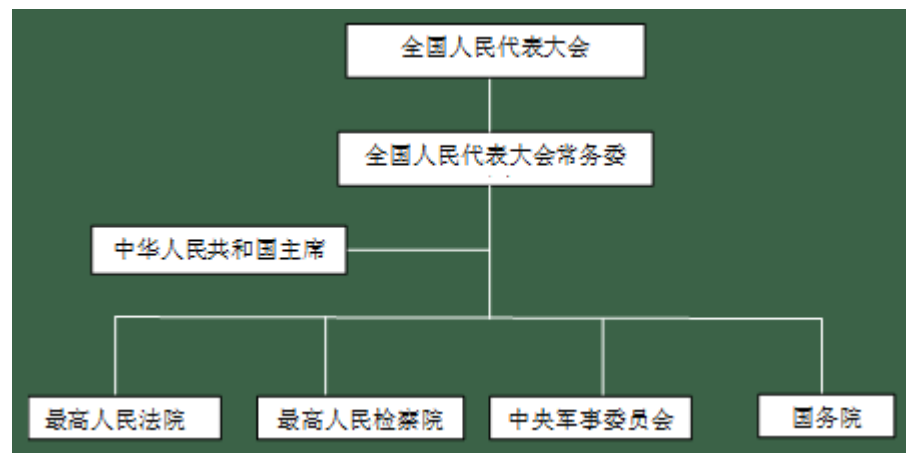 全国人民代表大会
全国人民代表大会常务委
中华人民共和国主席
最高人民法院
最高人民检察院
中央军事委员会
国务院